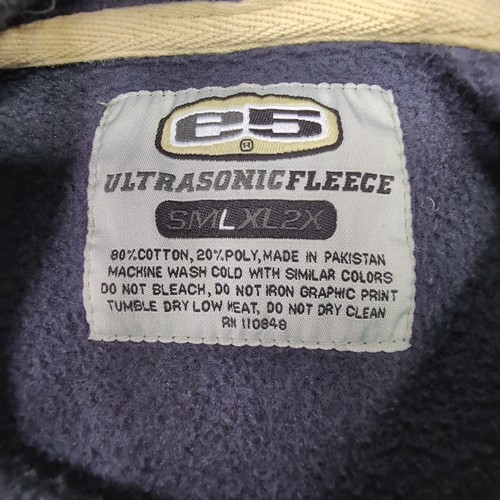 e5
®
ULTRASONICFLEECE
SMLXL2X
80%COTTON, 20%POLY, MADE IN PAKISTAN
MACHINE WASH COLD WITH SIMILAR COLORS
DO NOT BLEACH, DO NOT IRON GRAPHIC PRINT
TUMBLE DRY LOW HEAT, DO NOT DRY CLEAN
RN 110848